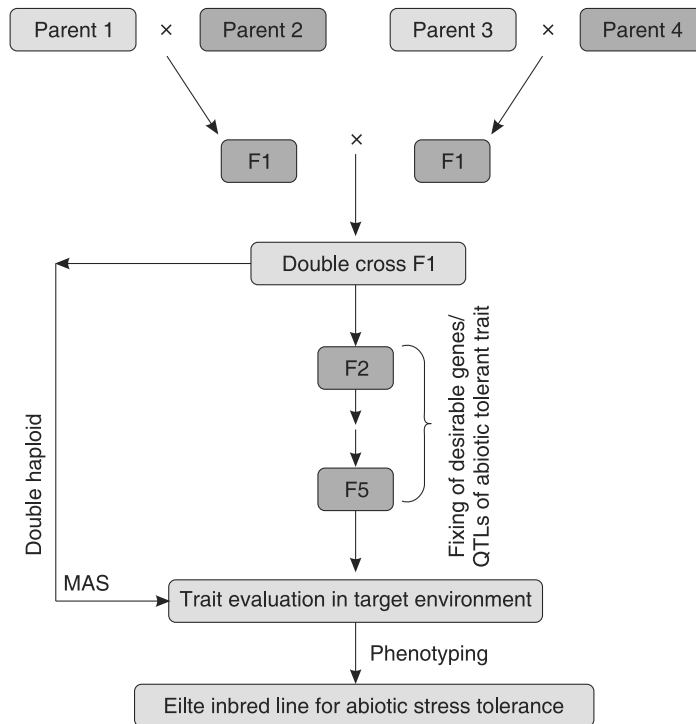 Parent 1 × Parent 2 Parent 3 × Parent 4
F1 × F1
Double cross F1
F2
F5
Fixing of desirable genes/
QTLs of abiotic tolerant trait
Double haploid
MAS
Trait evaluation in target environment
Phenotyping
Eilte inbred line for abiotic stress tolerance